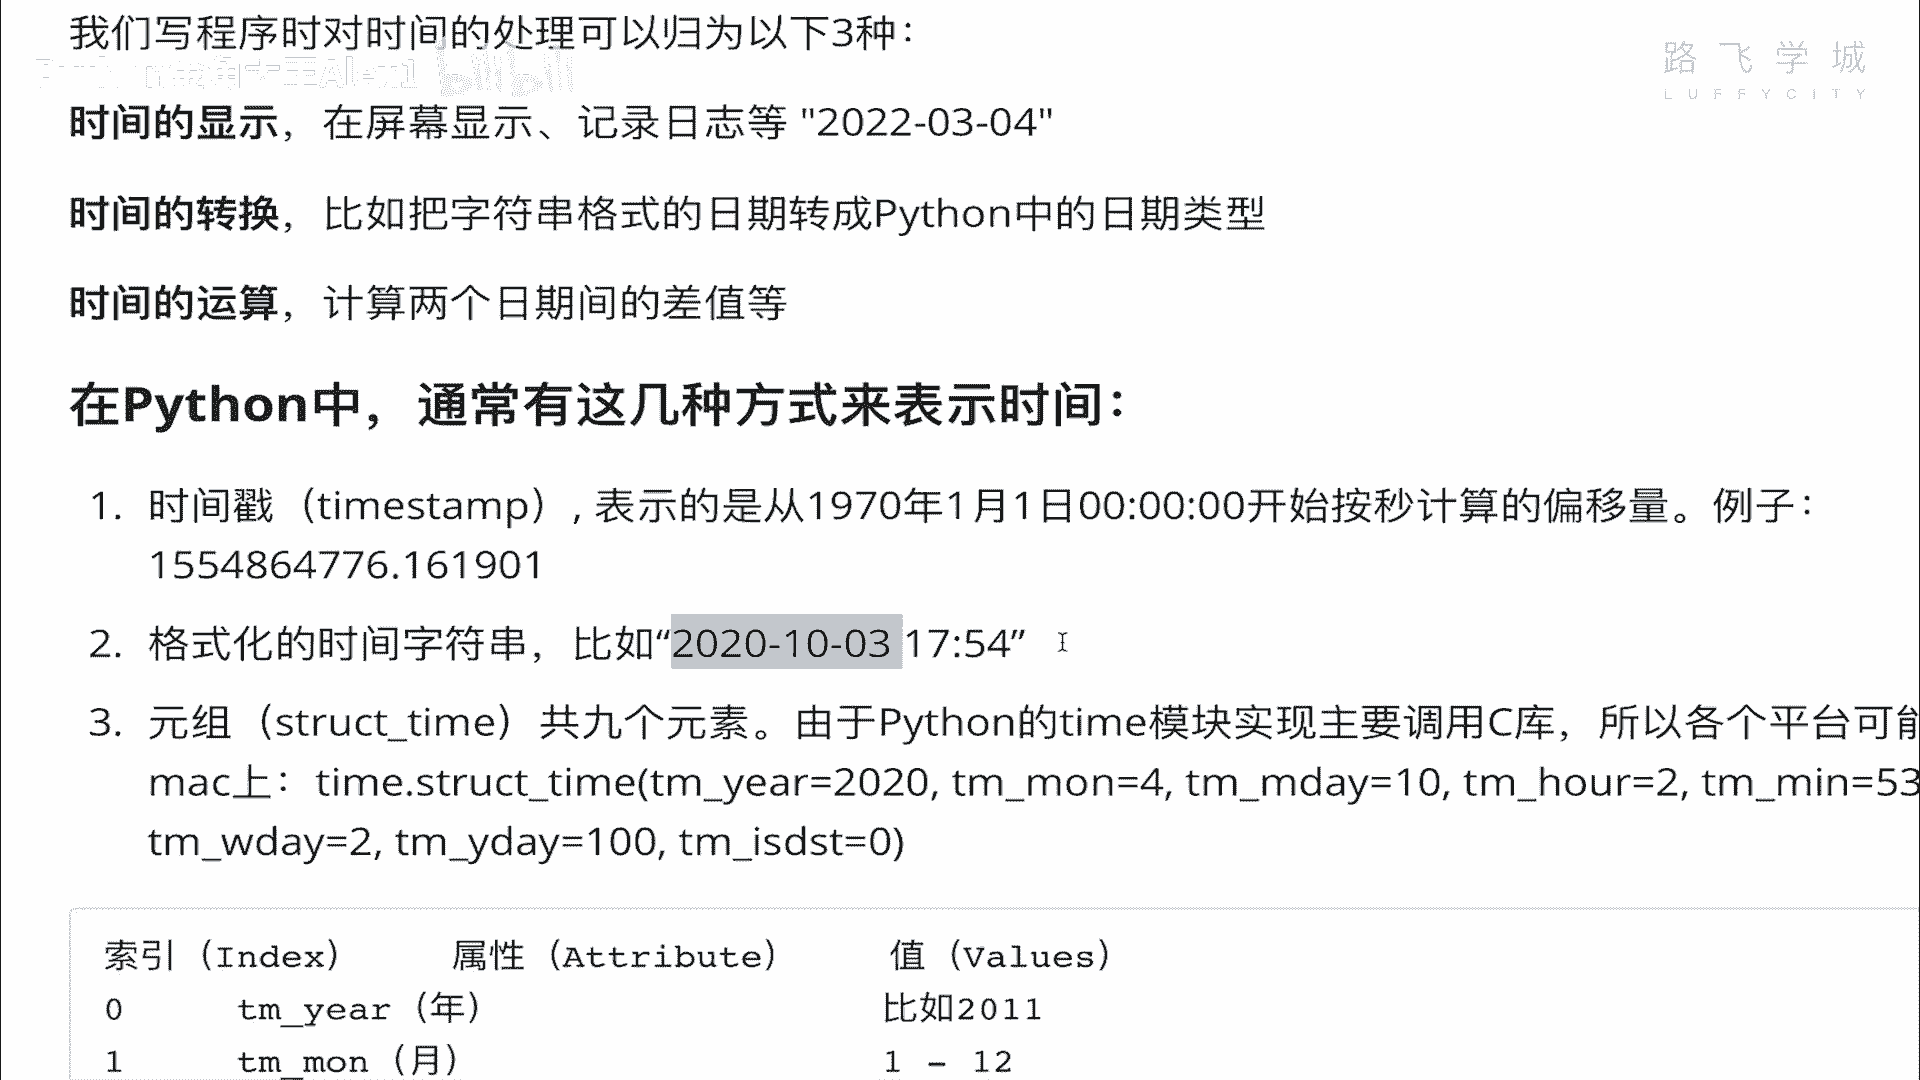 我们写程序时对时间的处理可以归为以下3种：
路飞学城
LUFFYCITY
时间的显示，在屏幕显示、记录日志等 "2022-03-04"
时间的转换，比如把字符串格式的日期转成Python中的日期类型
时间的运算，计算两个日期间的差值等
在Python中，通常有这几种方式来表示时间：
1. 时间戳（timestamp）, 表示的是从1970年1月1日00:00:00开始按秒计算的偏移量。例子：
1554864776.161901
2. 格式化的时间字符串，比如“2020-10-03 17:54”
3. 元组（struct_time）共九个元素。由于Python的time模块实现主要调用C库，所以各个平台可能
mac上：time.struct_time(tm_year=2020, tm_mon=4, tm_mday=10, tm_hour=2, tm_min=53
tm_wday=2, tm_yday=100, tm_isdst=0)
索引（Index） 属性（Attribute） 值（Values）
0 tm_year（年） 比如2011
1 tm_mon（月） 1 - 12